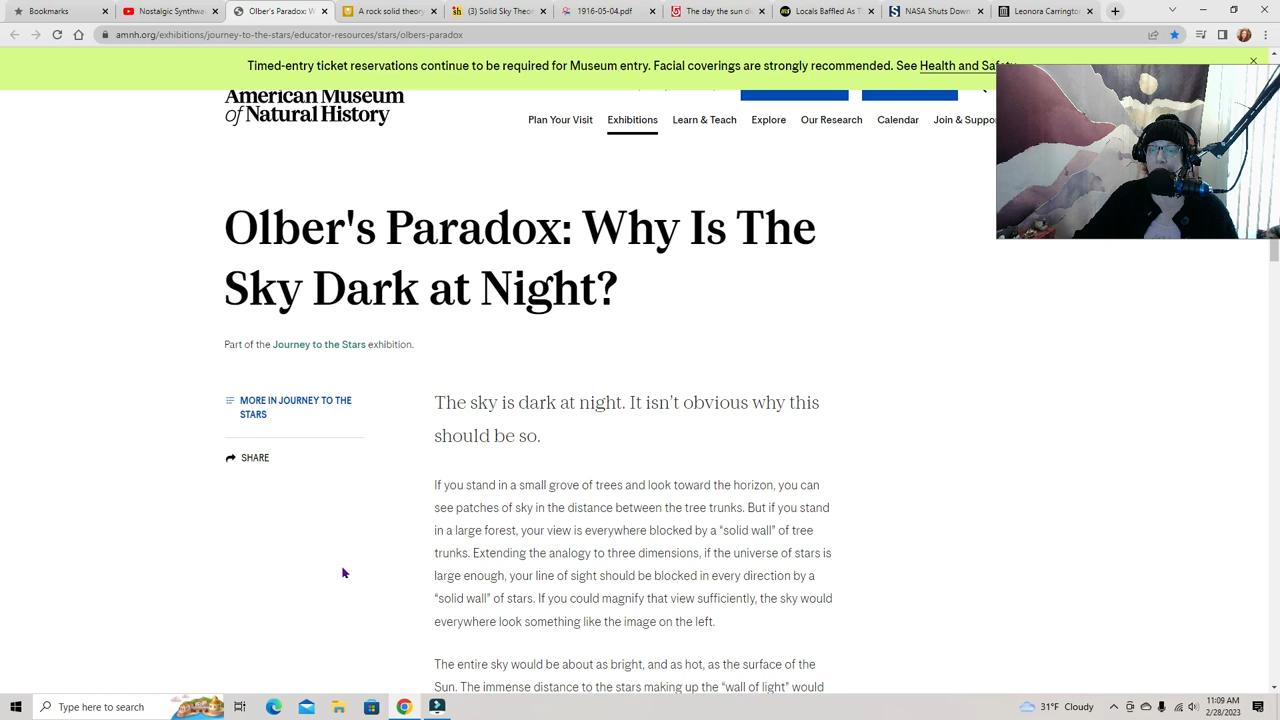 Bookmarks
Nostalgic Synthw
Olber's Paradox: W
A rock solid theo
Olbers' 3D Sky Se
1916-05-04.pdf
The day the sun d
Locals Baffled As T
NASA Shuts Down
Leonora Carrington
amnh.org/exhibitions/journey-to-the-stars/educator-resources/stars/olbers-paradox
Timed-entry ticket reservations continue to be required for Museum entry. Facial coverings are strongly recommended. See Health and Safety
American Museum
of Natural History
Plan Your Visit Exhibitions Learn & Teach Explore Our Research Calendar Join & Suppor
Olber's Paradox: Why Is The
Sky Dark at Night?
Part of the Journey to the Stars exhibition.
MORE IN JOURNEY TO THE
STARS
SHARE
The sky is dark at night. It isn't obvious why this
should be so.
If you stand in a small grove of trees and look toward the horizon, you can
see patches of sky in the distance between the tree trunks. But if you stand
in a large forest, your view is everywhere blocked by a “solid wall” of tree
trunks. Extending the analogy to three dimensions, if the universe of stars is
large enough, your line of sight should be blocked in every direction by a
“solid wall” of stars. If you could magnify that view sufficiently, the sky would
everywhere look something like the image on the left.
The entire sky would be about as bright, and as hot, as the surface of the
Sun. The immense distance to the stars making up the “wall of light” would
Type here to search
31°F Cloudy
11:09 AM
2/28/2023